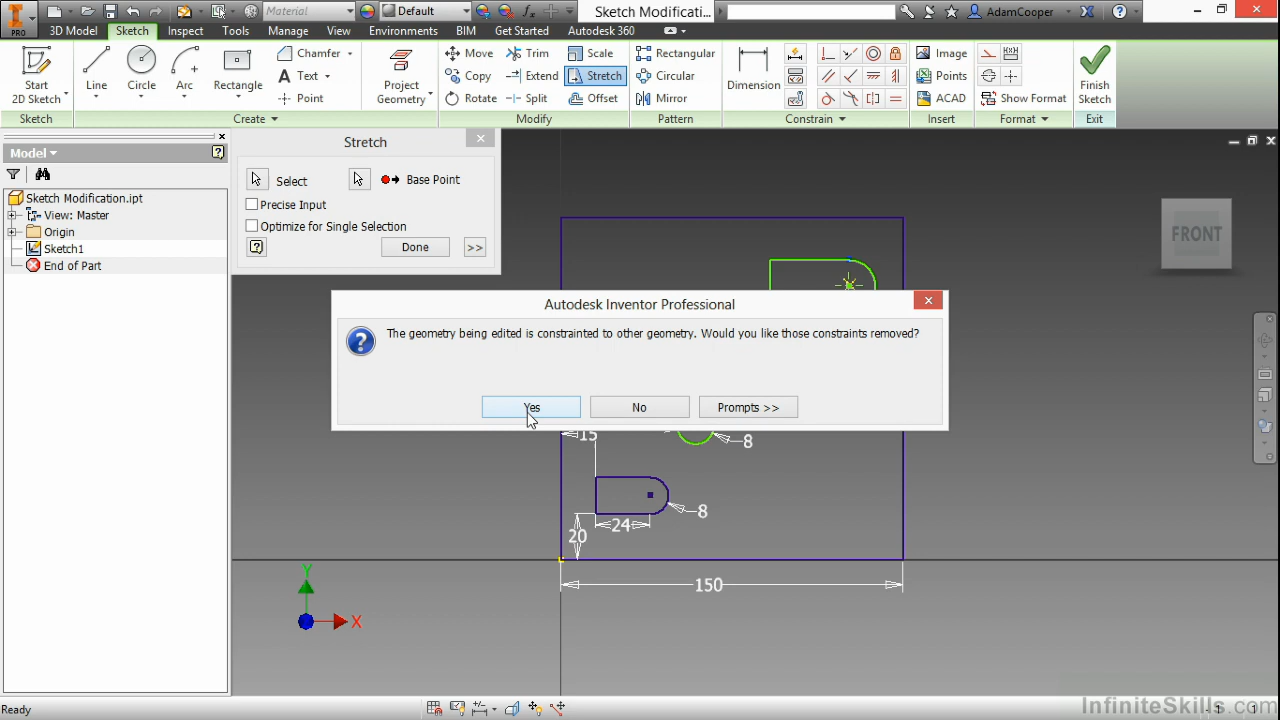 Material
Default
Sketch Modificati...
AdamCooper
PRO
3D Model Sketch Inspect Tools Manage View Environments BIM Get Started Autodesk 360
Start
2D Sketch
Line Circle Arc Rectangle
Chamfer
Text
Point
Project
Geometry
Move Trim Scale
Copy Extend Stretch
Rotate Split Offset
Rectangular
Circular
Mirror
Dimension
Image
Points
ACAD
Show Format
Finish
Sketch
Sketch Create Modify Pattern Constrain Insert Format Exit
Model
Sketch Modification.ipt
View: Master
Origin
Sketch1
End of Part
Stretch
Select Base Point
Precise Input
Optimize for Single Selection
Done >>
FRONT
Autodesk Inventor Professional
The geometry being edited is constrainted to other geometry. Would you like those constraints removed?
Yes No Prompts >>
15
8
8
24
20
150
Y
X
Ready
1
InfiniteSkills.com